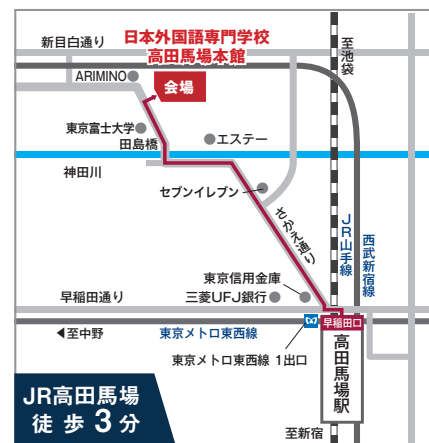 新目白通り
日本外国語専門学校
高田馬場本館
至池袋
ARIMINO
会場
東京富士大学
田島橋
エステー
神田川
セブンイレブン
さかえ通り
JR山手線
西武新宿線
東京信用金庫
早稲田通り
三菱UFJ銀行
早稲田口
◀至中野
東京メトロ東西線
東京メトロ東西線 1出口
高田馬場駅
JR高田馬場
徒歩3分
至新宿